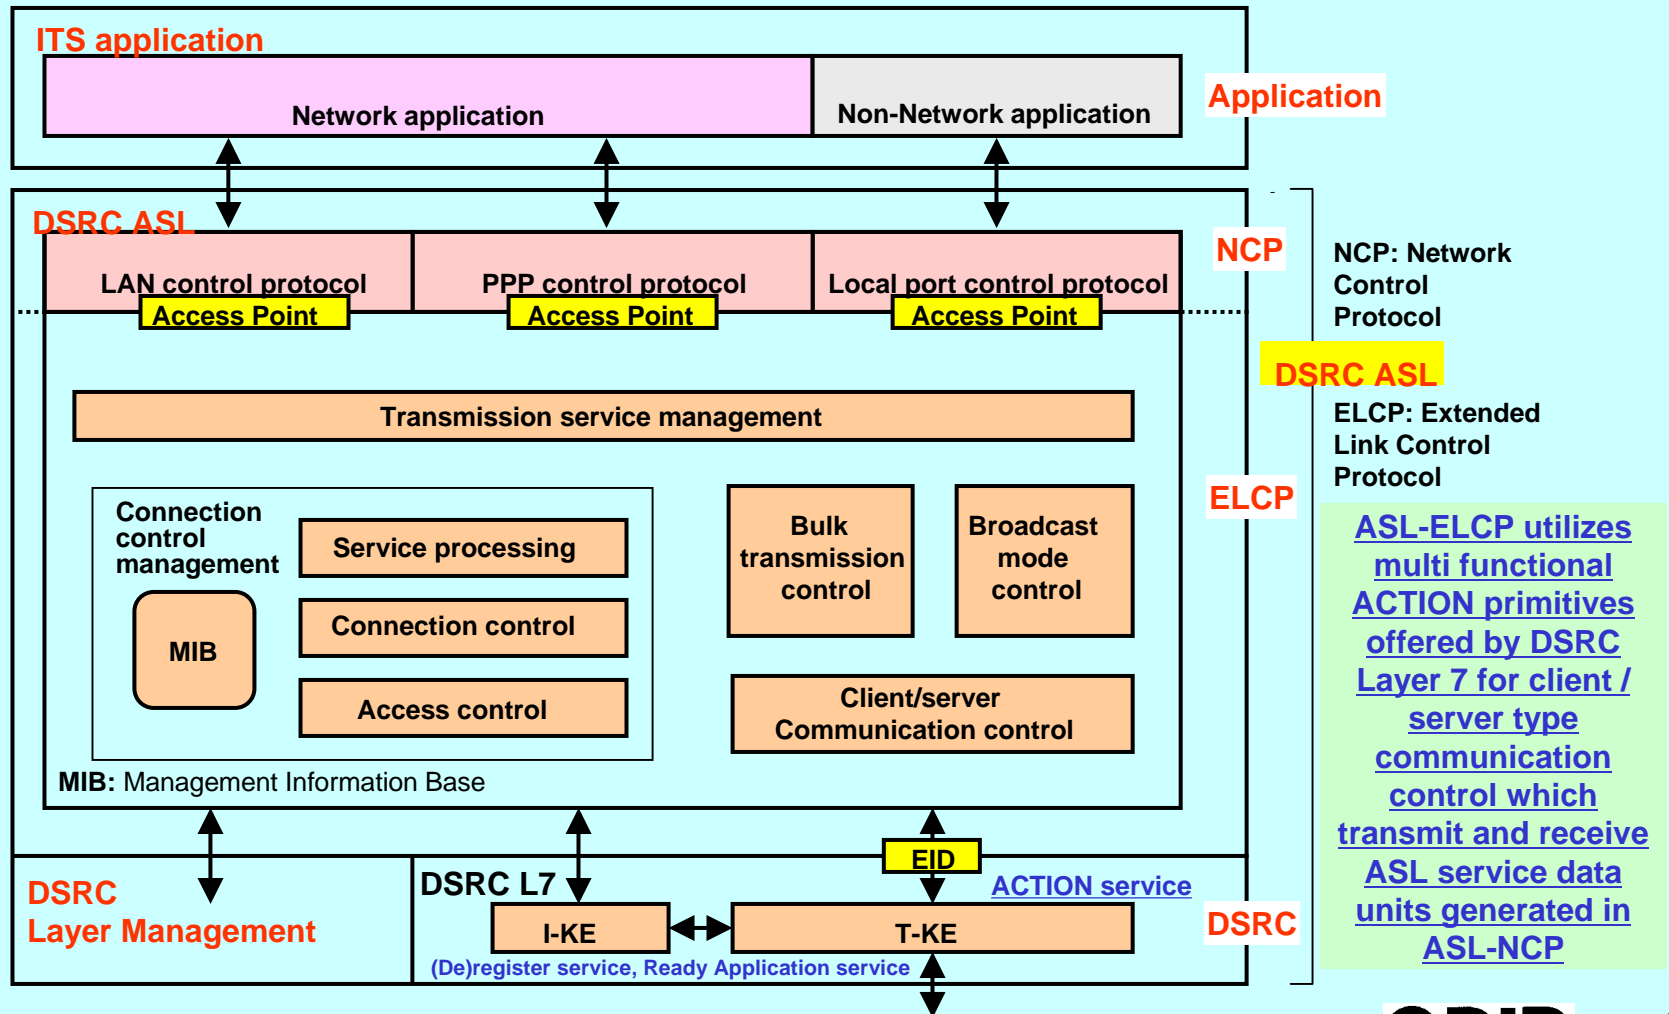 ITS application
Network application
Non-Network application
Application
DSRC ASL
LAN control protocol
PPP control protocol
Local port control protocol
Access Point
Access Point
Access Point
NCP
NCP: Network
Control
Protocol
DSRC ASL
ELCP: Extended
Link Control
Protocol
Transmission service management
ELCP
Connection
control
management
MIB
Service processing
Connection control
Access control
Bulk
transmission
control
Broadcast
mode
control
Client/server
Communication control
MIB: Management Information Base
ASL-ELCP utilizes
multi functional
ACTION primitives
offered by DSRC
Layer 7 for client /
server type
communication
control which
transmit and receive
ASL service data
units generated in
ASL-NCP
EID
DSRC
Layer Management
DSRC L7
ACTION service
I-KE
T-KE
DSRC
(De)register service, Ready Application service